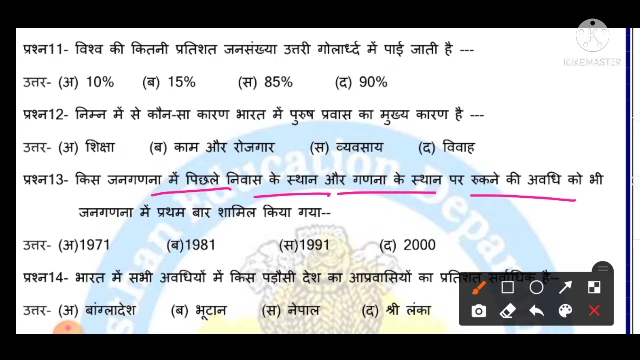 प्रश्न11- विश्व की कितनी प्रतिशत जनसंख्या उत्तरी गोलार्ध्द में पाई जाती है ---
KINEMASTER
उत्तर- (अ) 10% (ब) 15% (स) 85% (द) 90%
प्रश्न12- निम्न में से कौन-सा कारण भारत में पुरुष प्रवास का मुख्य कारण है ---
उत्तर- (अ) शिक्षा (ब) काम और रोजगार (स) व्यवसाय (द) विवाह
प्रश्न13- किस जनगणना में पिछले निवास के स्थान और गणना के स्थान पर रुकने की अवधि को भी
जनगणना में प्रथम बार शामिल किया गया--
उत्तर- (अ)1971 (ब)1981 (स)1991 (द) 2000
प्रश्न14- भारत में सभी अवधियों में किस पड़ौसी देश का आप्रवासियों का प्रतिशत सर्वाधिक है-
उत्तर- (अ) बांग्लादेश (ब) भूटान (स) नेपाल (द) श्री लंका